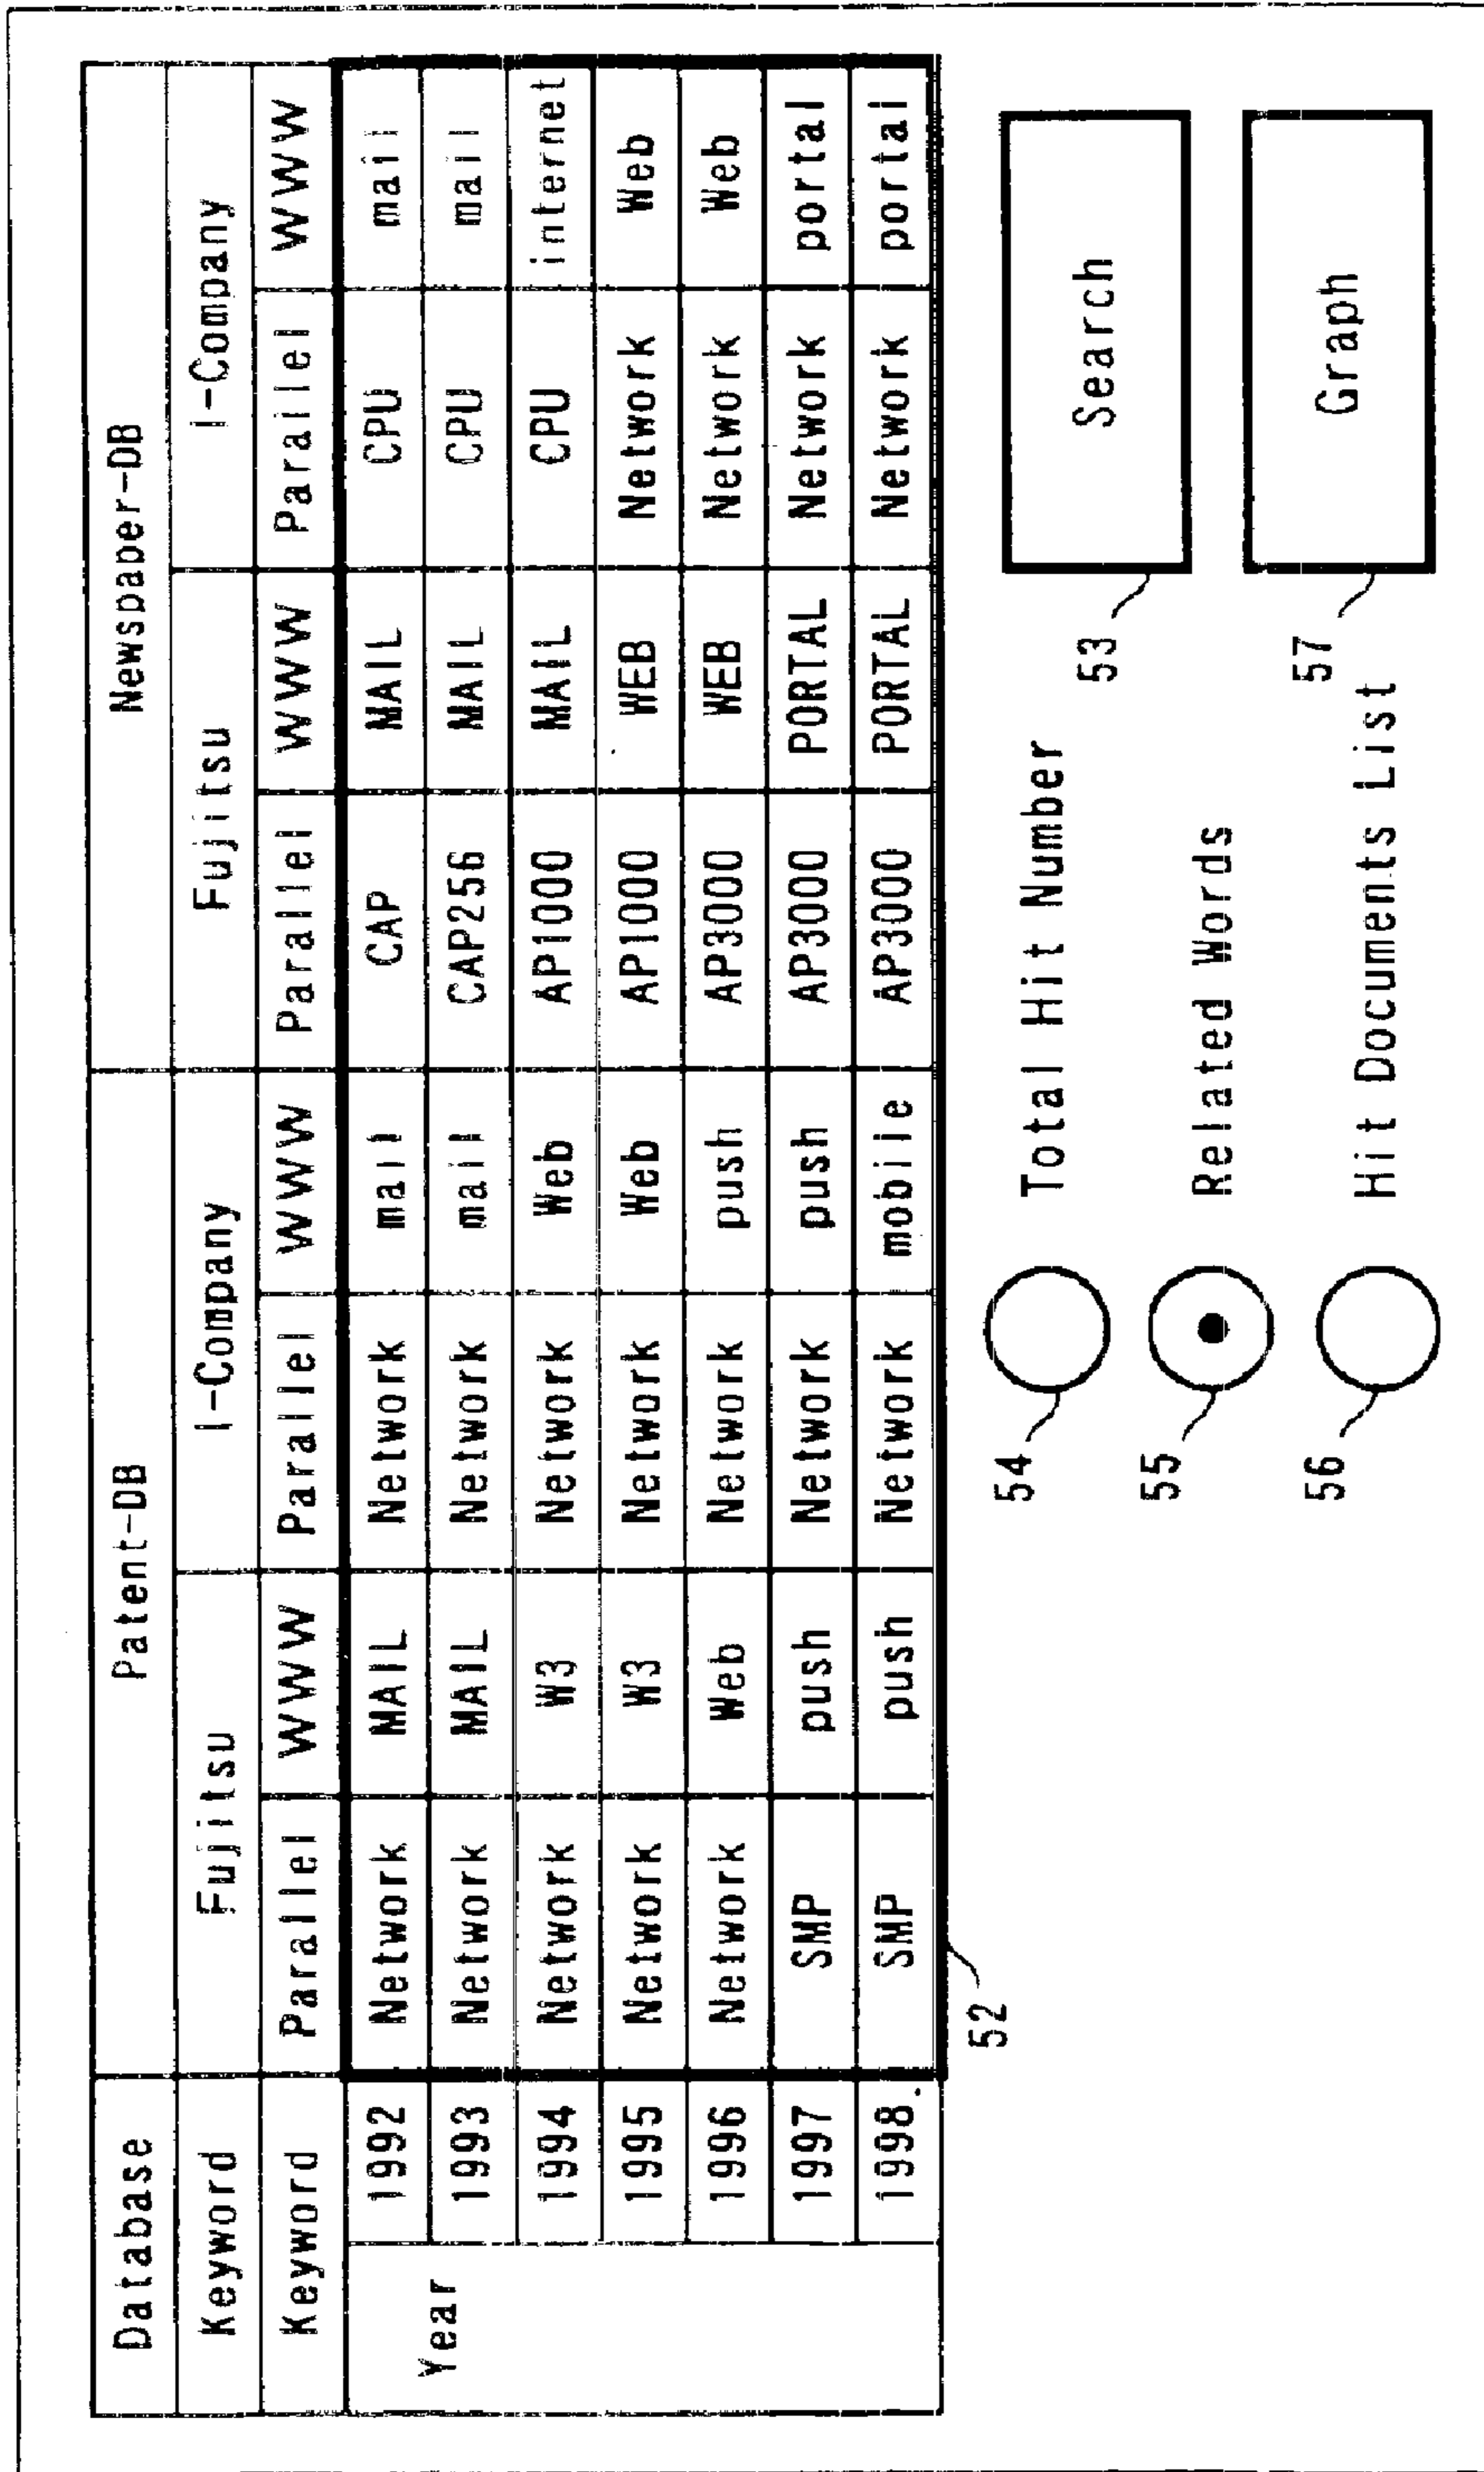 Database Patent-DB Newspaper-DB
Keyword Fujitsu I-Company Fujitsu I-Company
Keyword Parallel WWW Parallel WWW Parallel WWW Parallel WWW
Year 1992 Network MAIL Network mail CAP MAIL CPU mail
1993 Network MAIL Network mail CAP256 MAIL CPU mail
1994 Network W3 Network Web AP1000 MAIL CPU internet
1995 Network W3 Network Web AP1000 WEB Network Web
1996 Network Web Network push AP3000 WEB Network Web
1997 SMP push Network push AP3000 PORTAL Network portal
1998 SMP push Network mobile AP3000 PORTAL Network portal
52
54 Total Hit Number 53 Search
55 Related Words
56 Hit Documents List 57 Graph